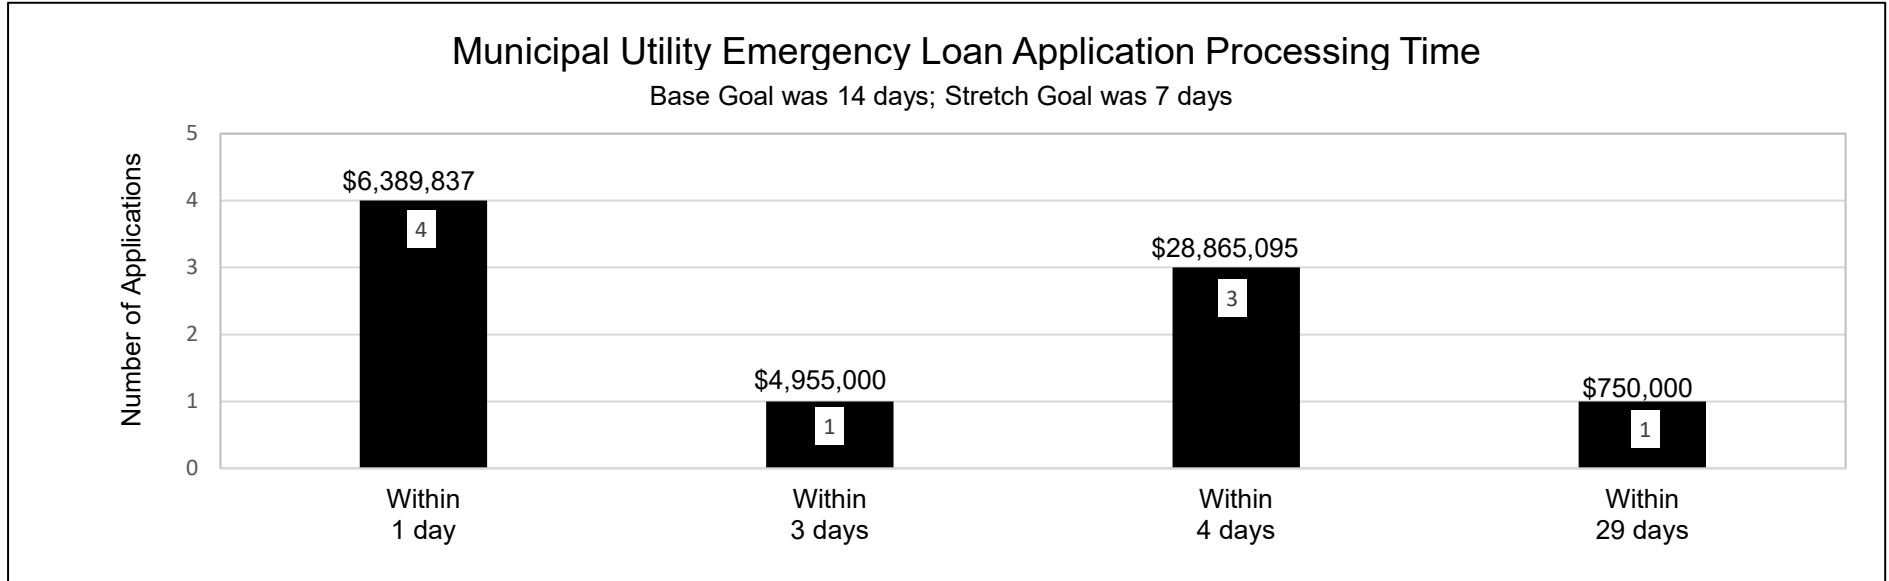 Municipal Utility Emergency Loan Application Processing Time
Base Goal was 14 days; Stretch Goal was 7 days
Number of Applications
5
4
3
2
1
0
$6,389,837
4
$4,955,000
1
$28,865,095
3
$750,000
1
Within
1 day
Within
3 days
Within
4 days
Within
29 days